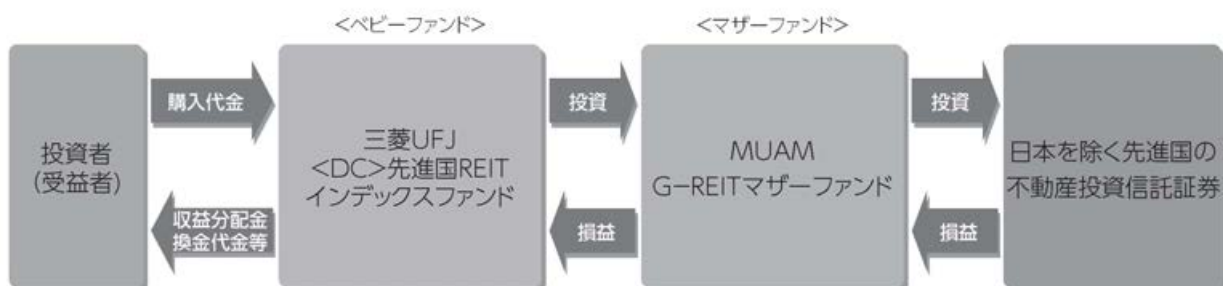 <ベビーファンド>
<マザーファンド>
投資者
(受益者)
購入代金
収益分配金
換金代金等
三菱UFJ
<DC>先進国REIT
インデックスファンド
投資
損益
MUAM
G-REITマザーファンド
投資
損益
日本を除く先進国の
不動産投資信託証券